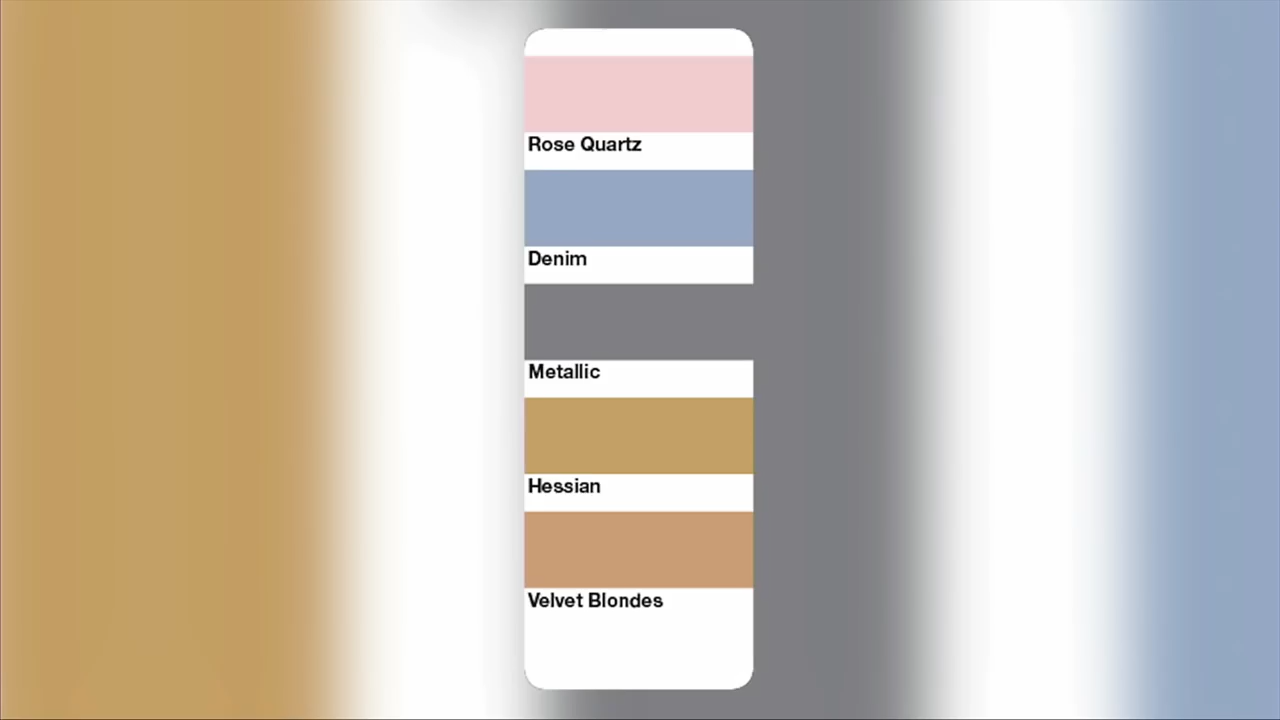 Rose Quartz
Denim
Metallic
Hessian
Velvet Blondes